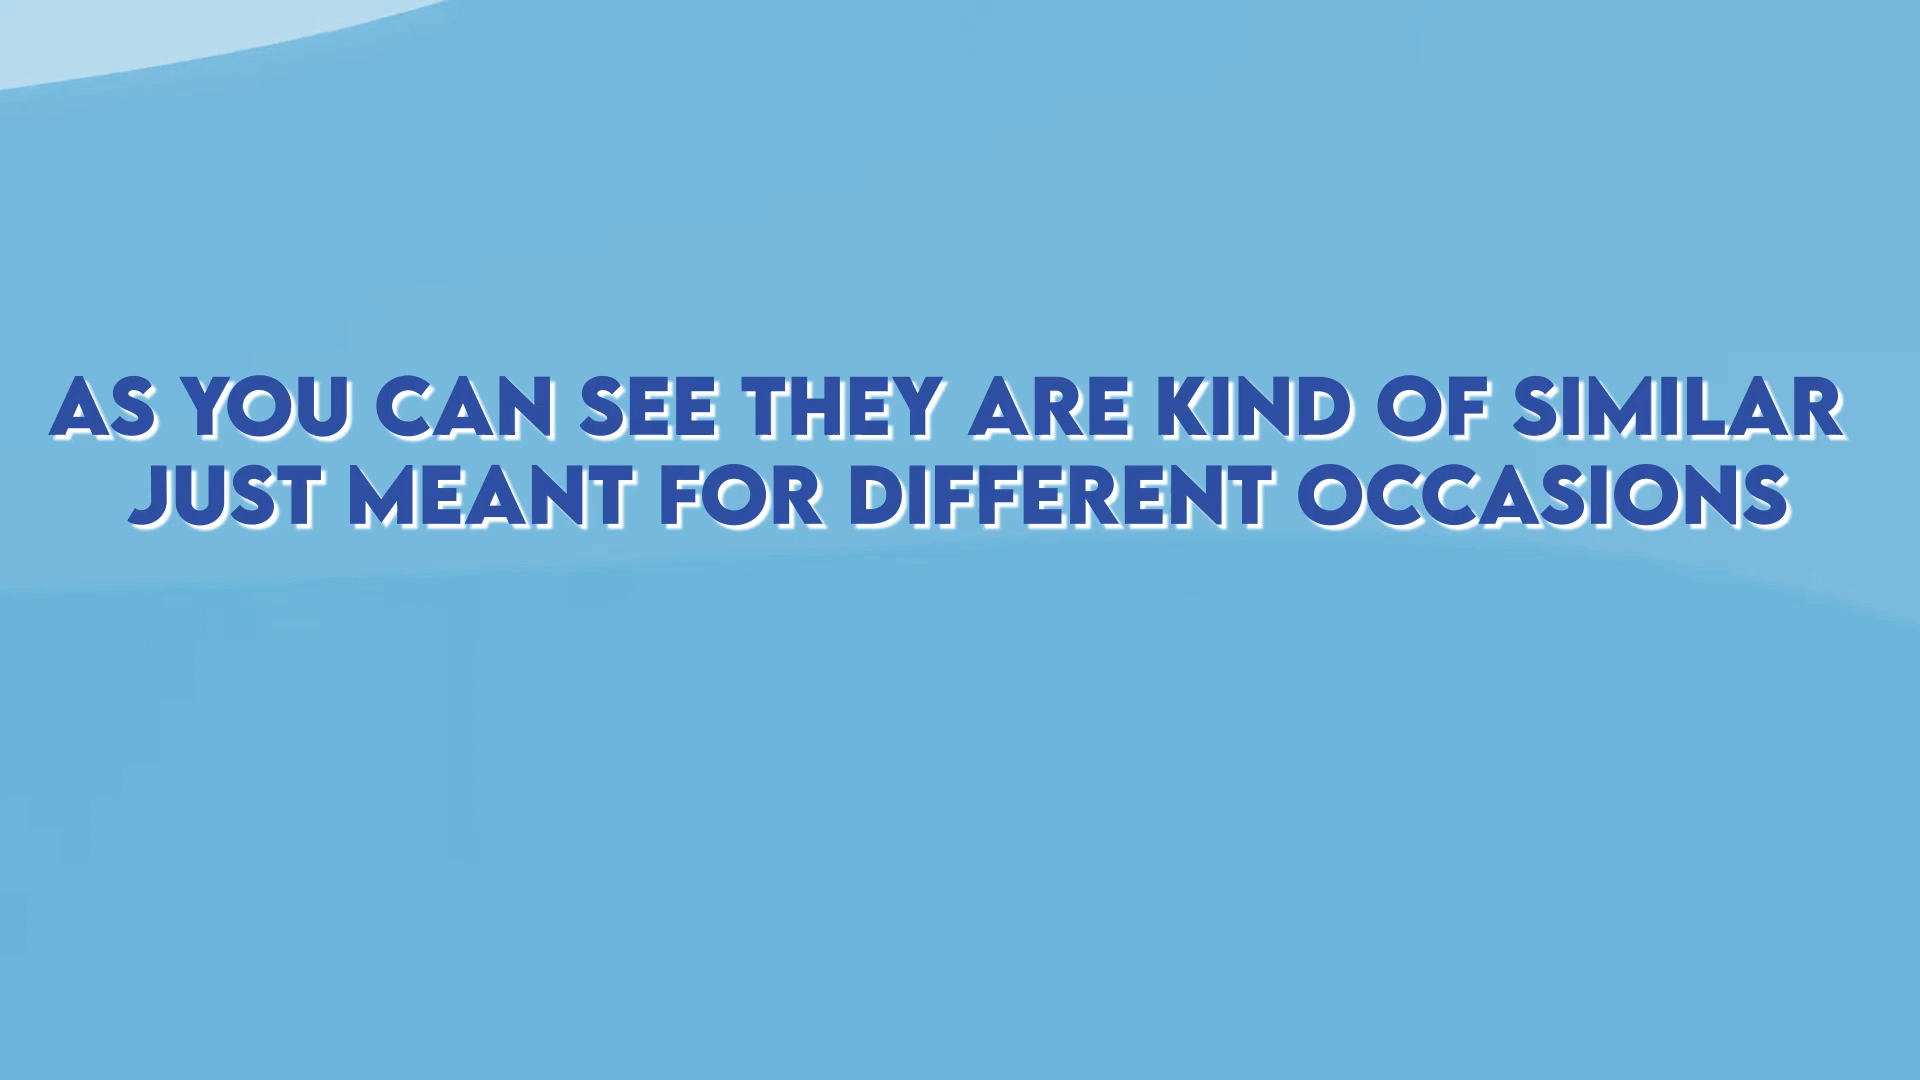 AS YOU CAN SEE THEY ARE KIND OF SIMILAR
JUST MEANT FOR DIFFERENT OCCASIONS